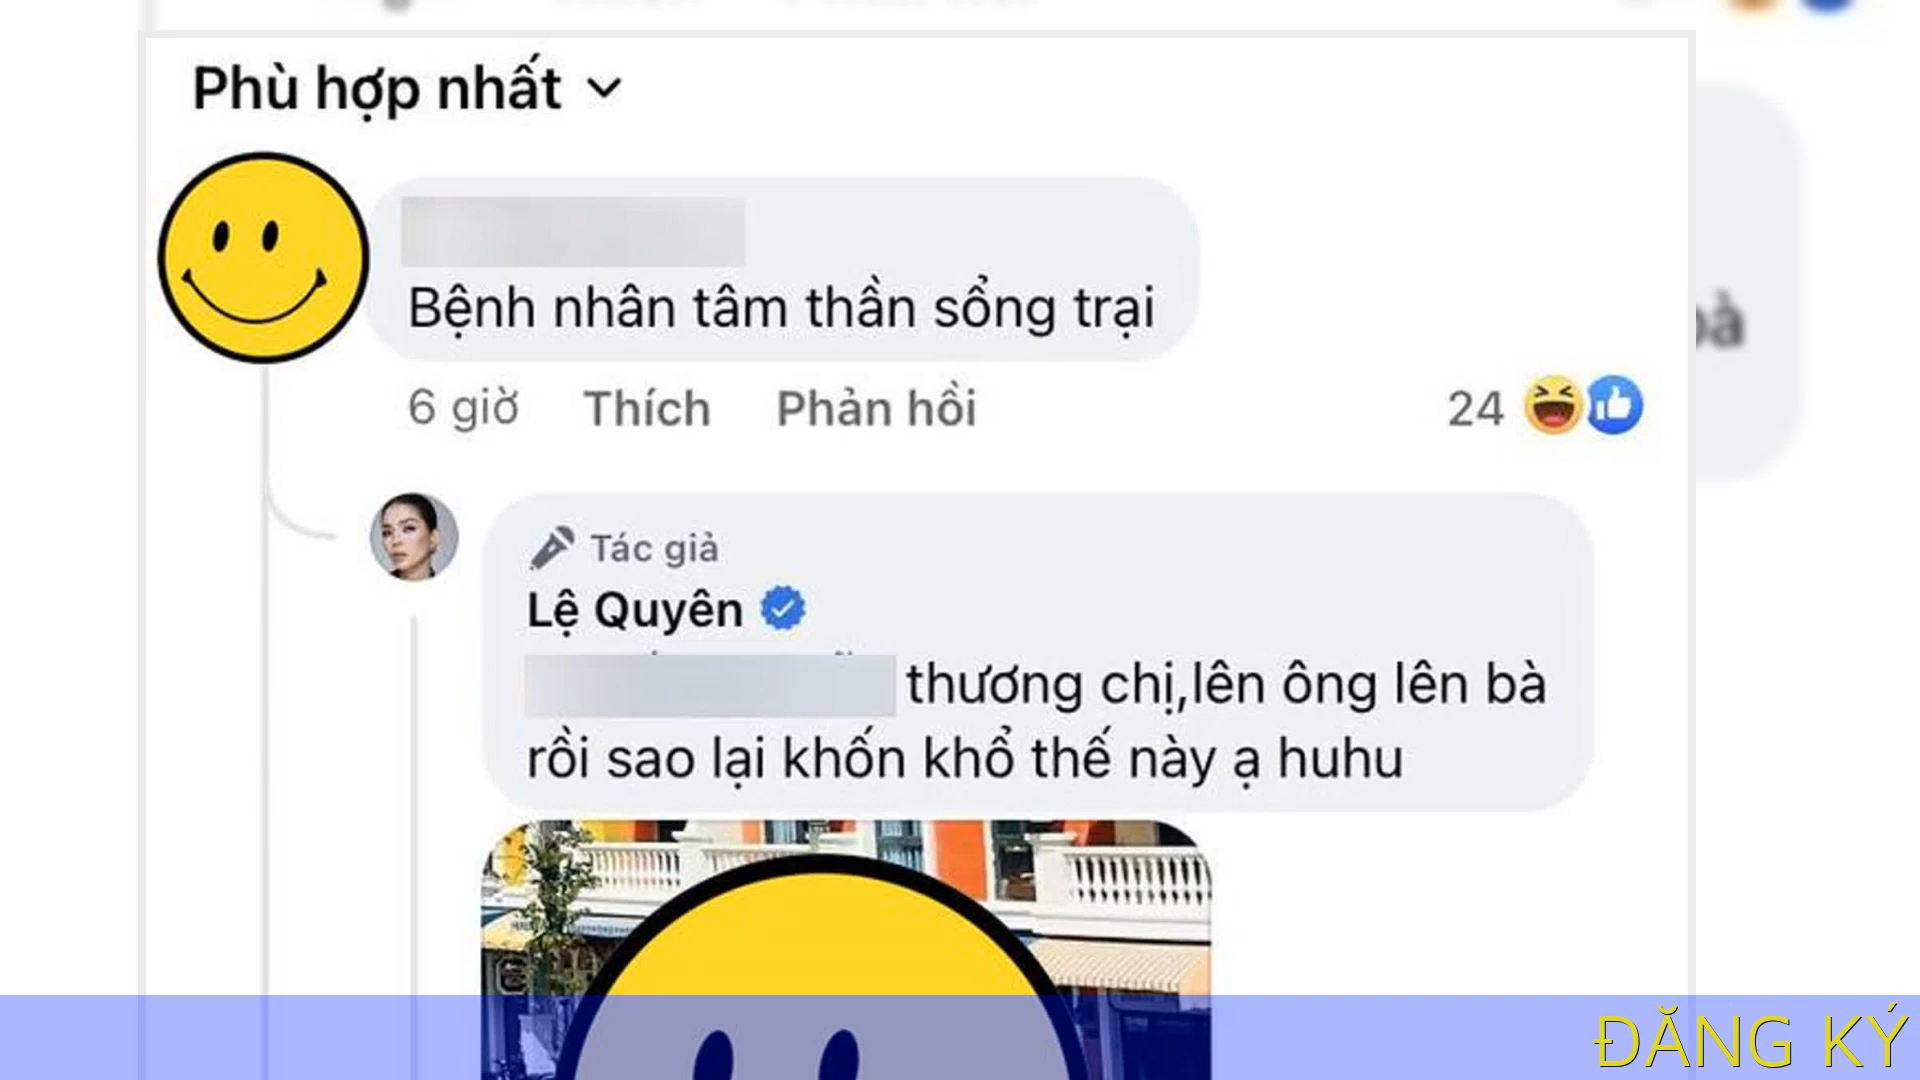 Phù hợp nhất
Bệnh nhân tâm thần sổng trại
6 giờ Thích Phản hồi 24
Tác giả
Lệ Quyên
thương chị,lên ông lên bà
rồi sao lại khốn khổ thế này ạ huhu
bà
ĐĂNG KÝ